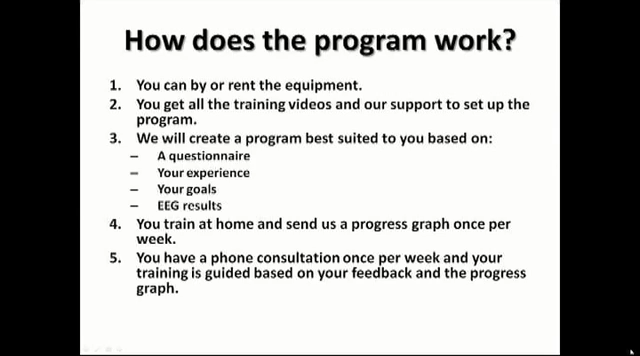 How does the program work?
1. You can by or rent the equipment.
2. You get all the training videos and our support to set up the
program.
3. We will create a program best suited to you based on:
– A questionnaire
– Your experience
– Your goals
– EEG results
4. You train at home and send us a progress graph once per
week.
5. You have a phone consultation once per week and your
training is guided based on your feedback and the progress
graph.